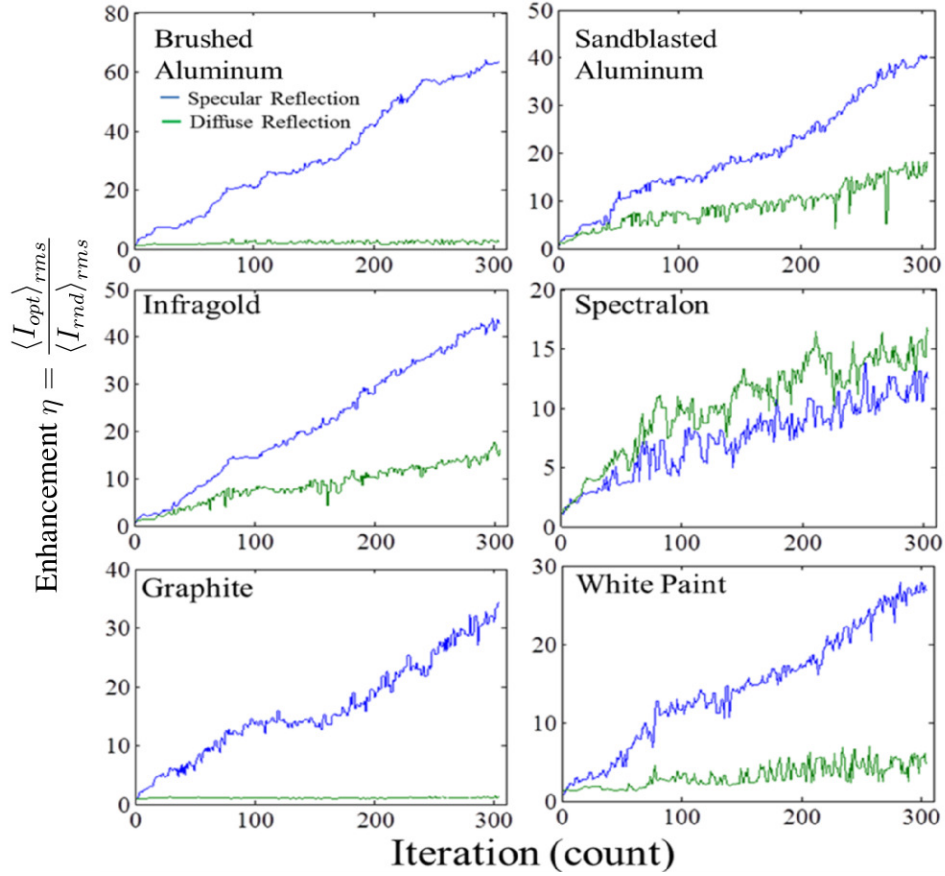 Brushed
Aluminum
Specular Reflection
Diffuse Reflection
80
60
40
20
0
0 100 200 300
Sandblasted
Aluminum
50
40
30
20
10
0
0 100 200 300
Enhancement η = ⟨I_opt⟩_rms / ⟨I_rnd⟩_rms
Infragold
50
40
30
20
10
0
0 100 200 300
Spectralon
20
15
10
5
0
0 100 200 300
Graphite
40
30
20
10
0
0 100 200 300
White Paint
30
20
10
0
0 100 200 300
Iteration (count)